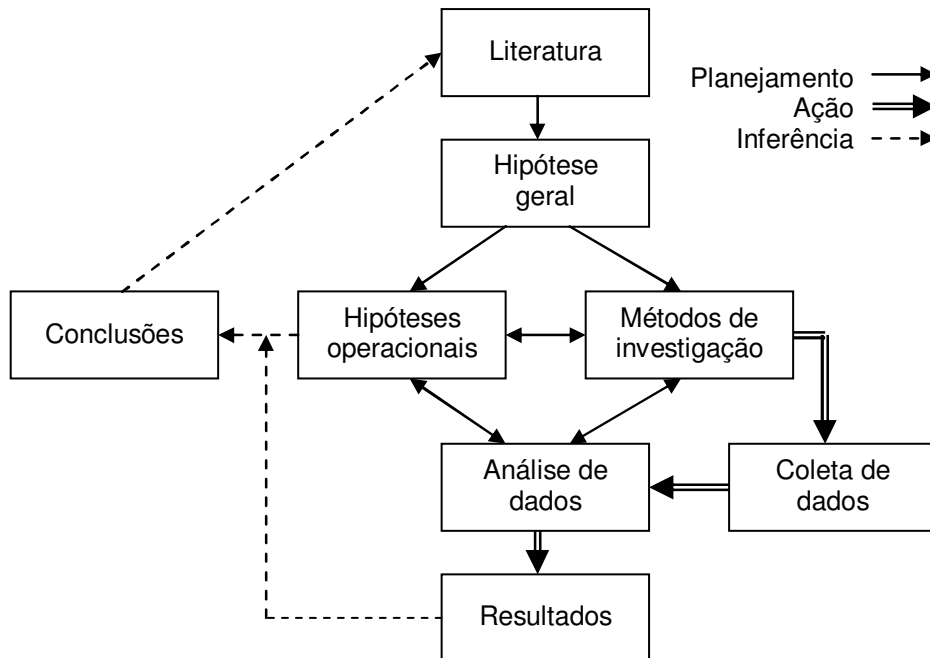 Literatura
Planejamento
Ação
Inferência
Hipótese
geral
Conclusões
Hipóteses
operacionais
Métodos de
investigação
Análise de
dados
Coleta de
dados
Resultados